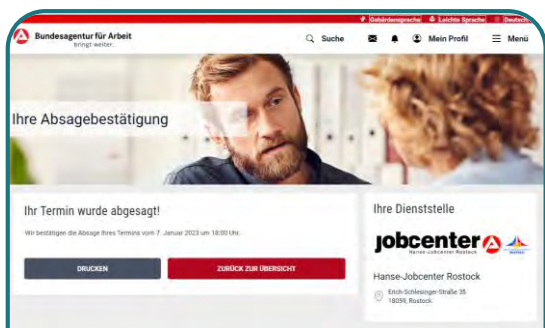 Gebärdensprache Leichte Sprache Deutsch
Bundesagentur für Arbeit
bringt weiter.
Suche
Mein Profil
Menü
Ihre Absagebestätigung
Ihr Termin wurde abgesagt!
Wir bestätigen die Absage Ihres Termins vom 7. Januar 2023 um 18:00 Uhr.
DRUCKEN
ZURÜCK ZUR ÜBERSICHT
Ihre Dienststelle
jobcenter
Hanse-Jobcenter Rostock
Hanse-Jobcenter Rostock
Erich-Schlesinger-Straße 35
18059, Rostock